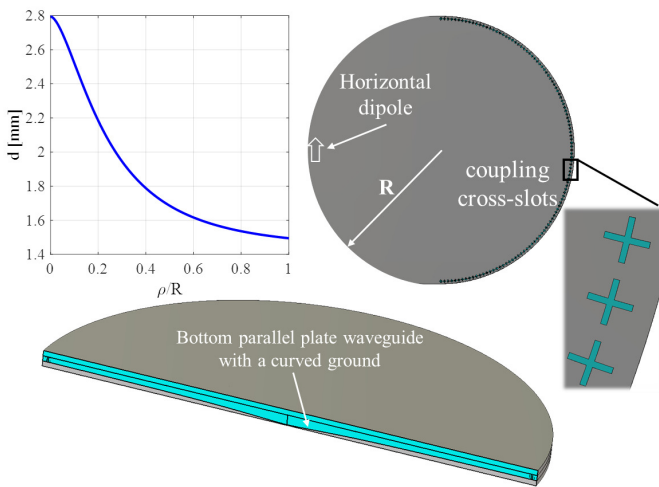 2.8
2.6
2.4
2.2
2
1.8
1.6
1.4
d [mm]
0
0.2
0.4
0.6
0.8
1
ρ/R
Horizontal
dipole
R
coupling
cross-slots
Bottom parallel plate waveguide
with a curved ground